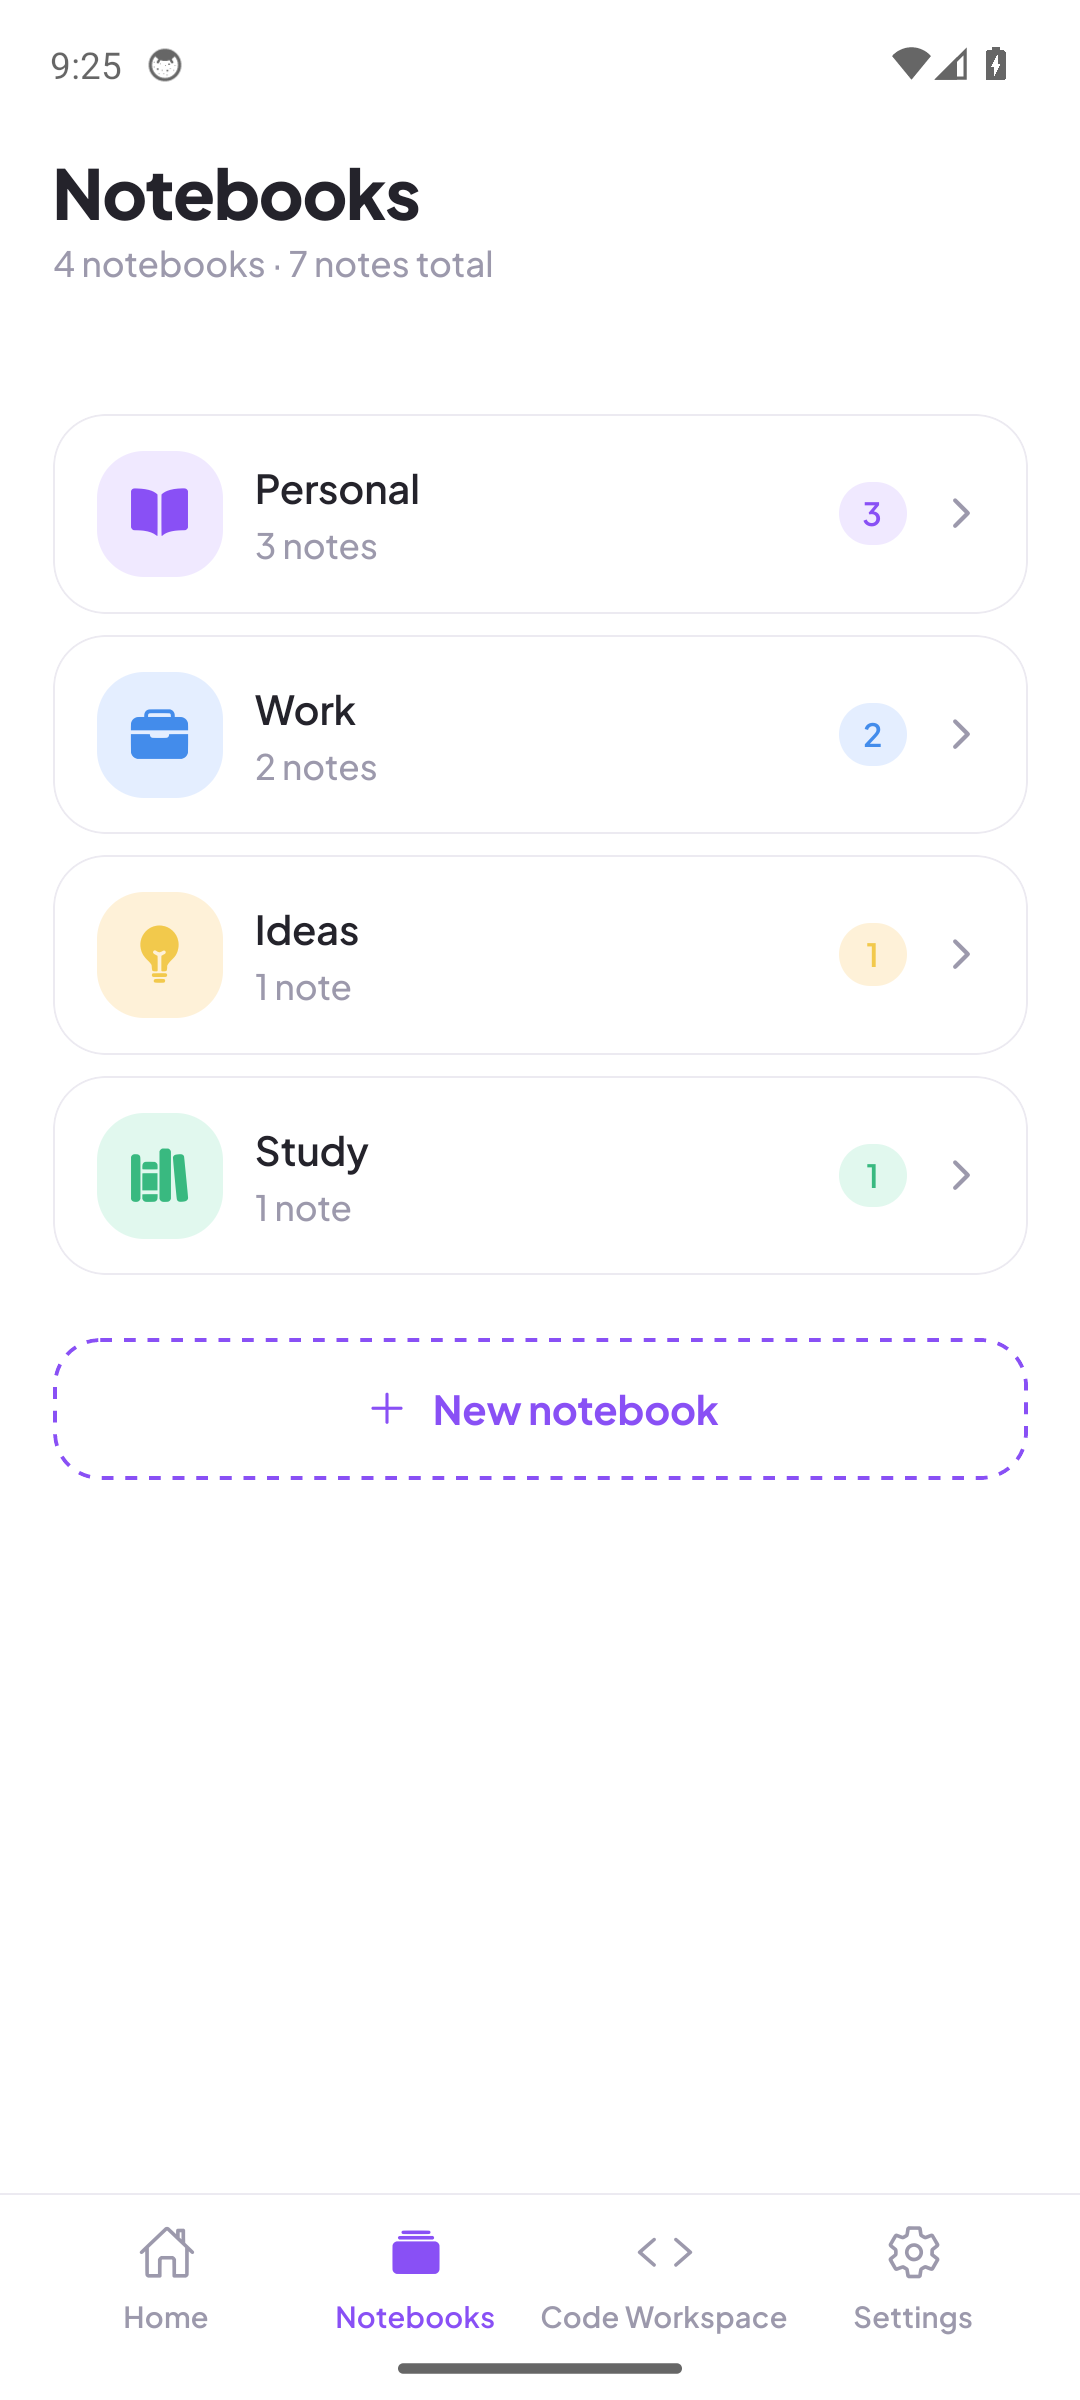 9:25
Notebooks
4 notebooks · 7 notes total
Personal
3 notes
3
Work
2 notes
2
Ideas
1 note
1
Study
1 note
1
New notebook
Home
Notebooks
Code Workspace
Settings